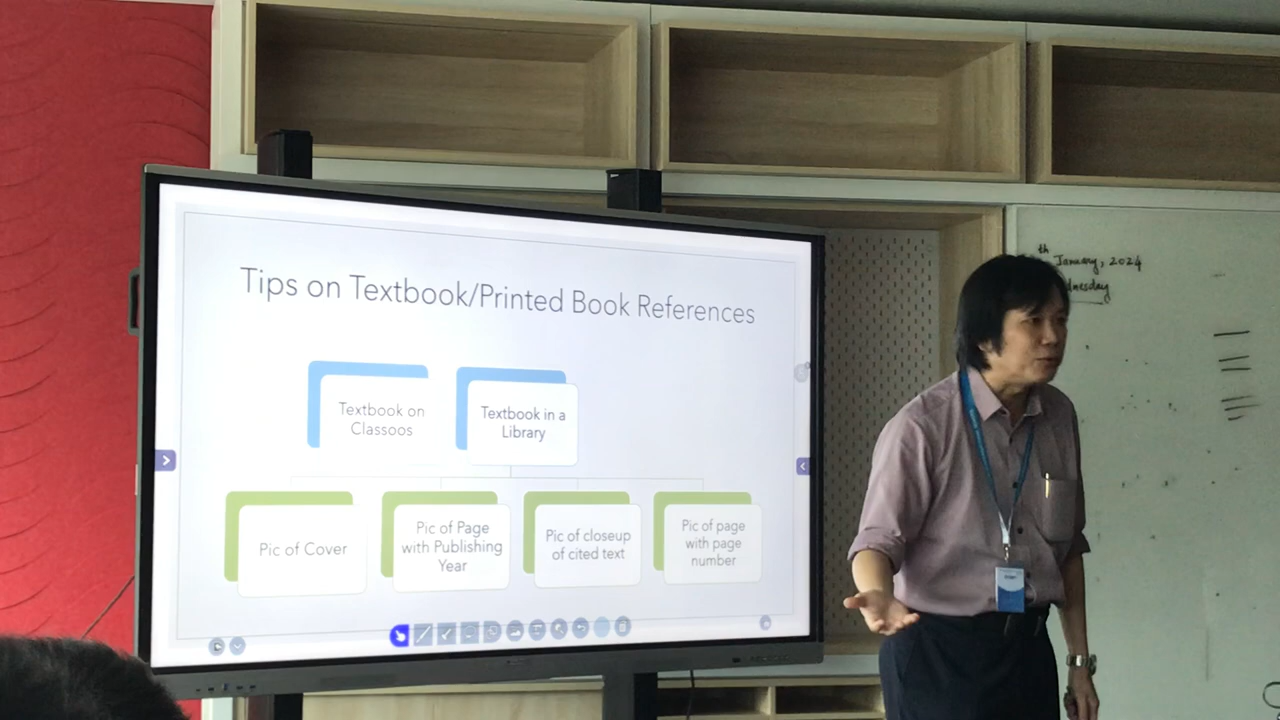 Tips on Textbook/Printed Book References
Textbook on
Classoos
Textbook in a
Library
Pic of Cover
Pic of Page
with Publishing
Year
Pic of closeup
of cited text
Pic of page
with page
number
th
January, 2024